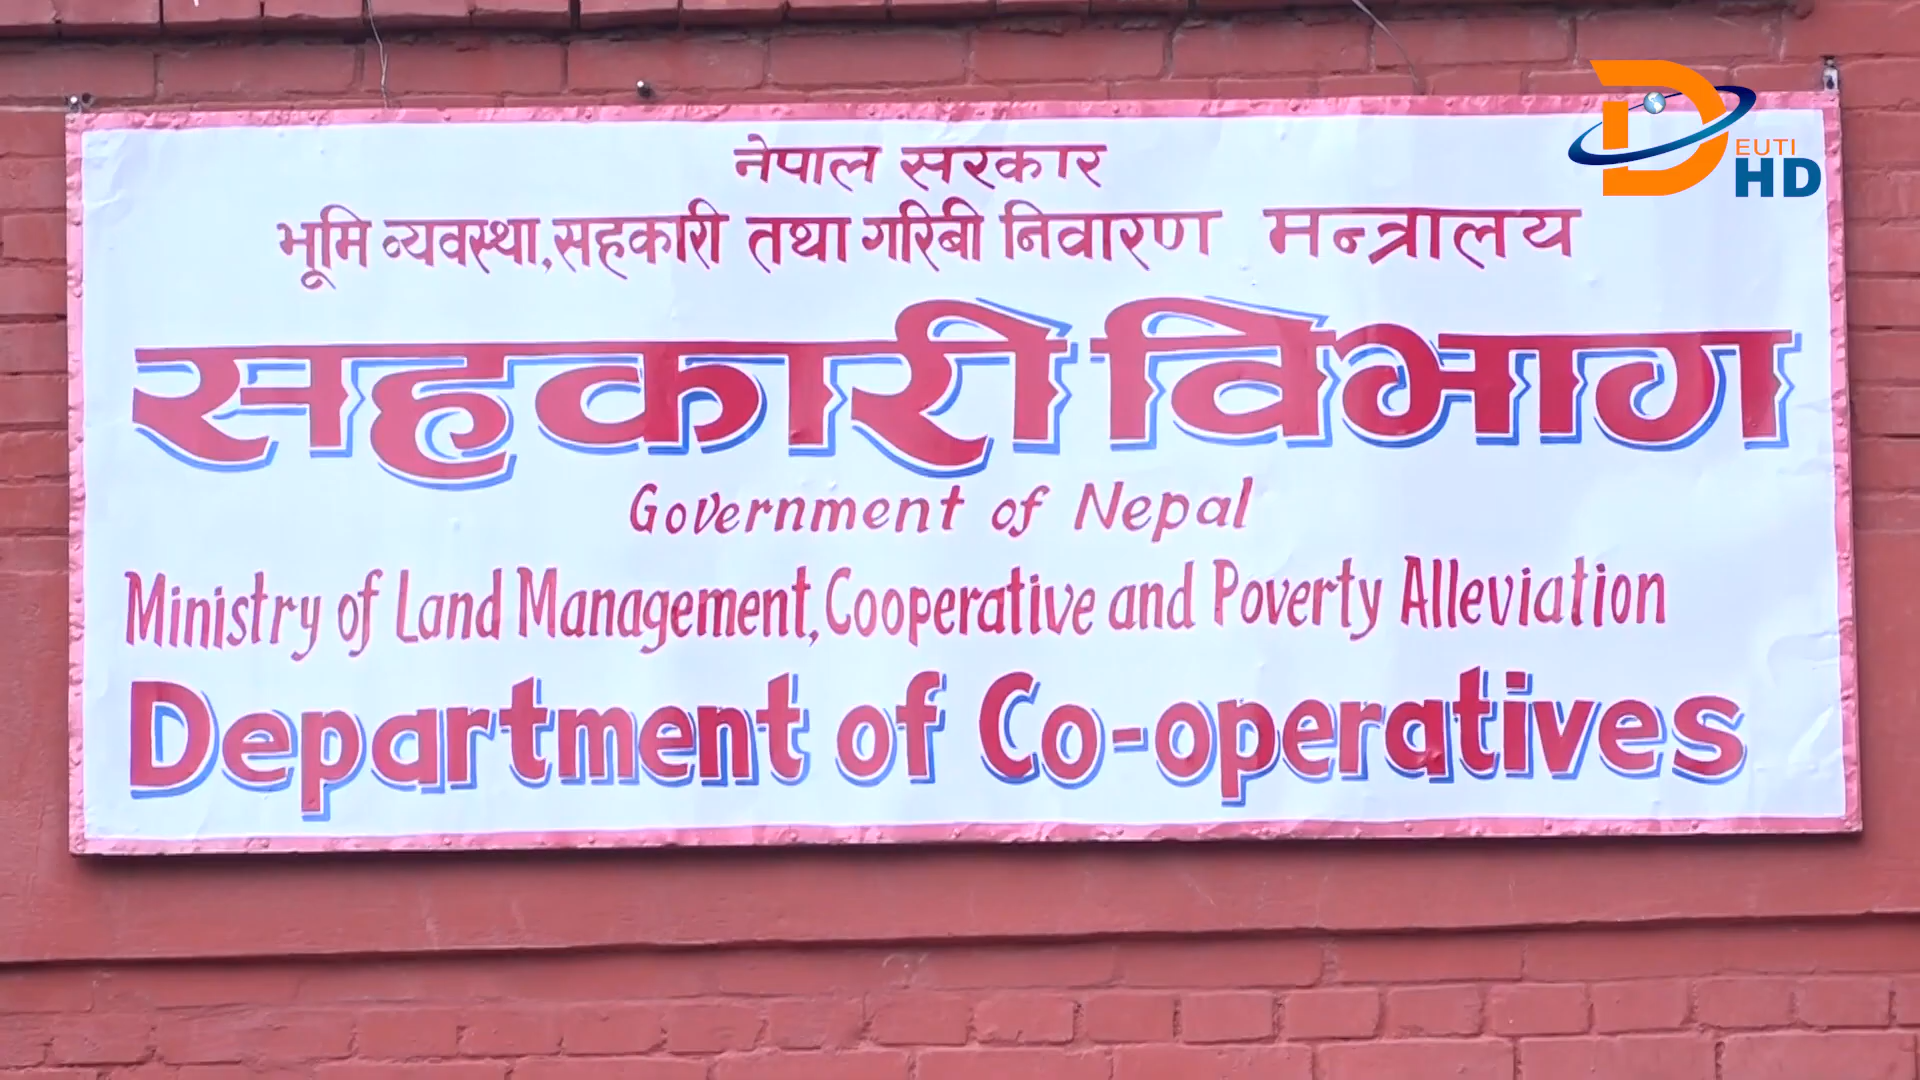 नेपाल सरकार
भूमि व्यवस्था,सहकारी तथा गरिबी निवारण मन्त्रालय
सहकारी विभाग
Government of Nepal
Ministry of Land Management, Cooperative and Poverty Alleviation
Department of Co-operatives
DEUTI
HD